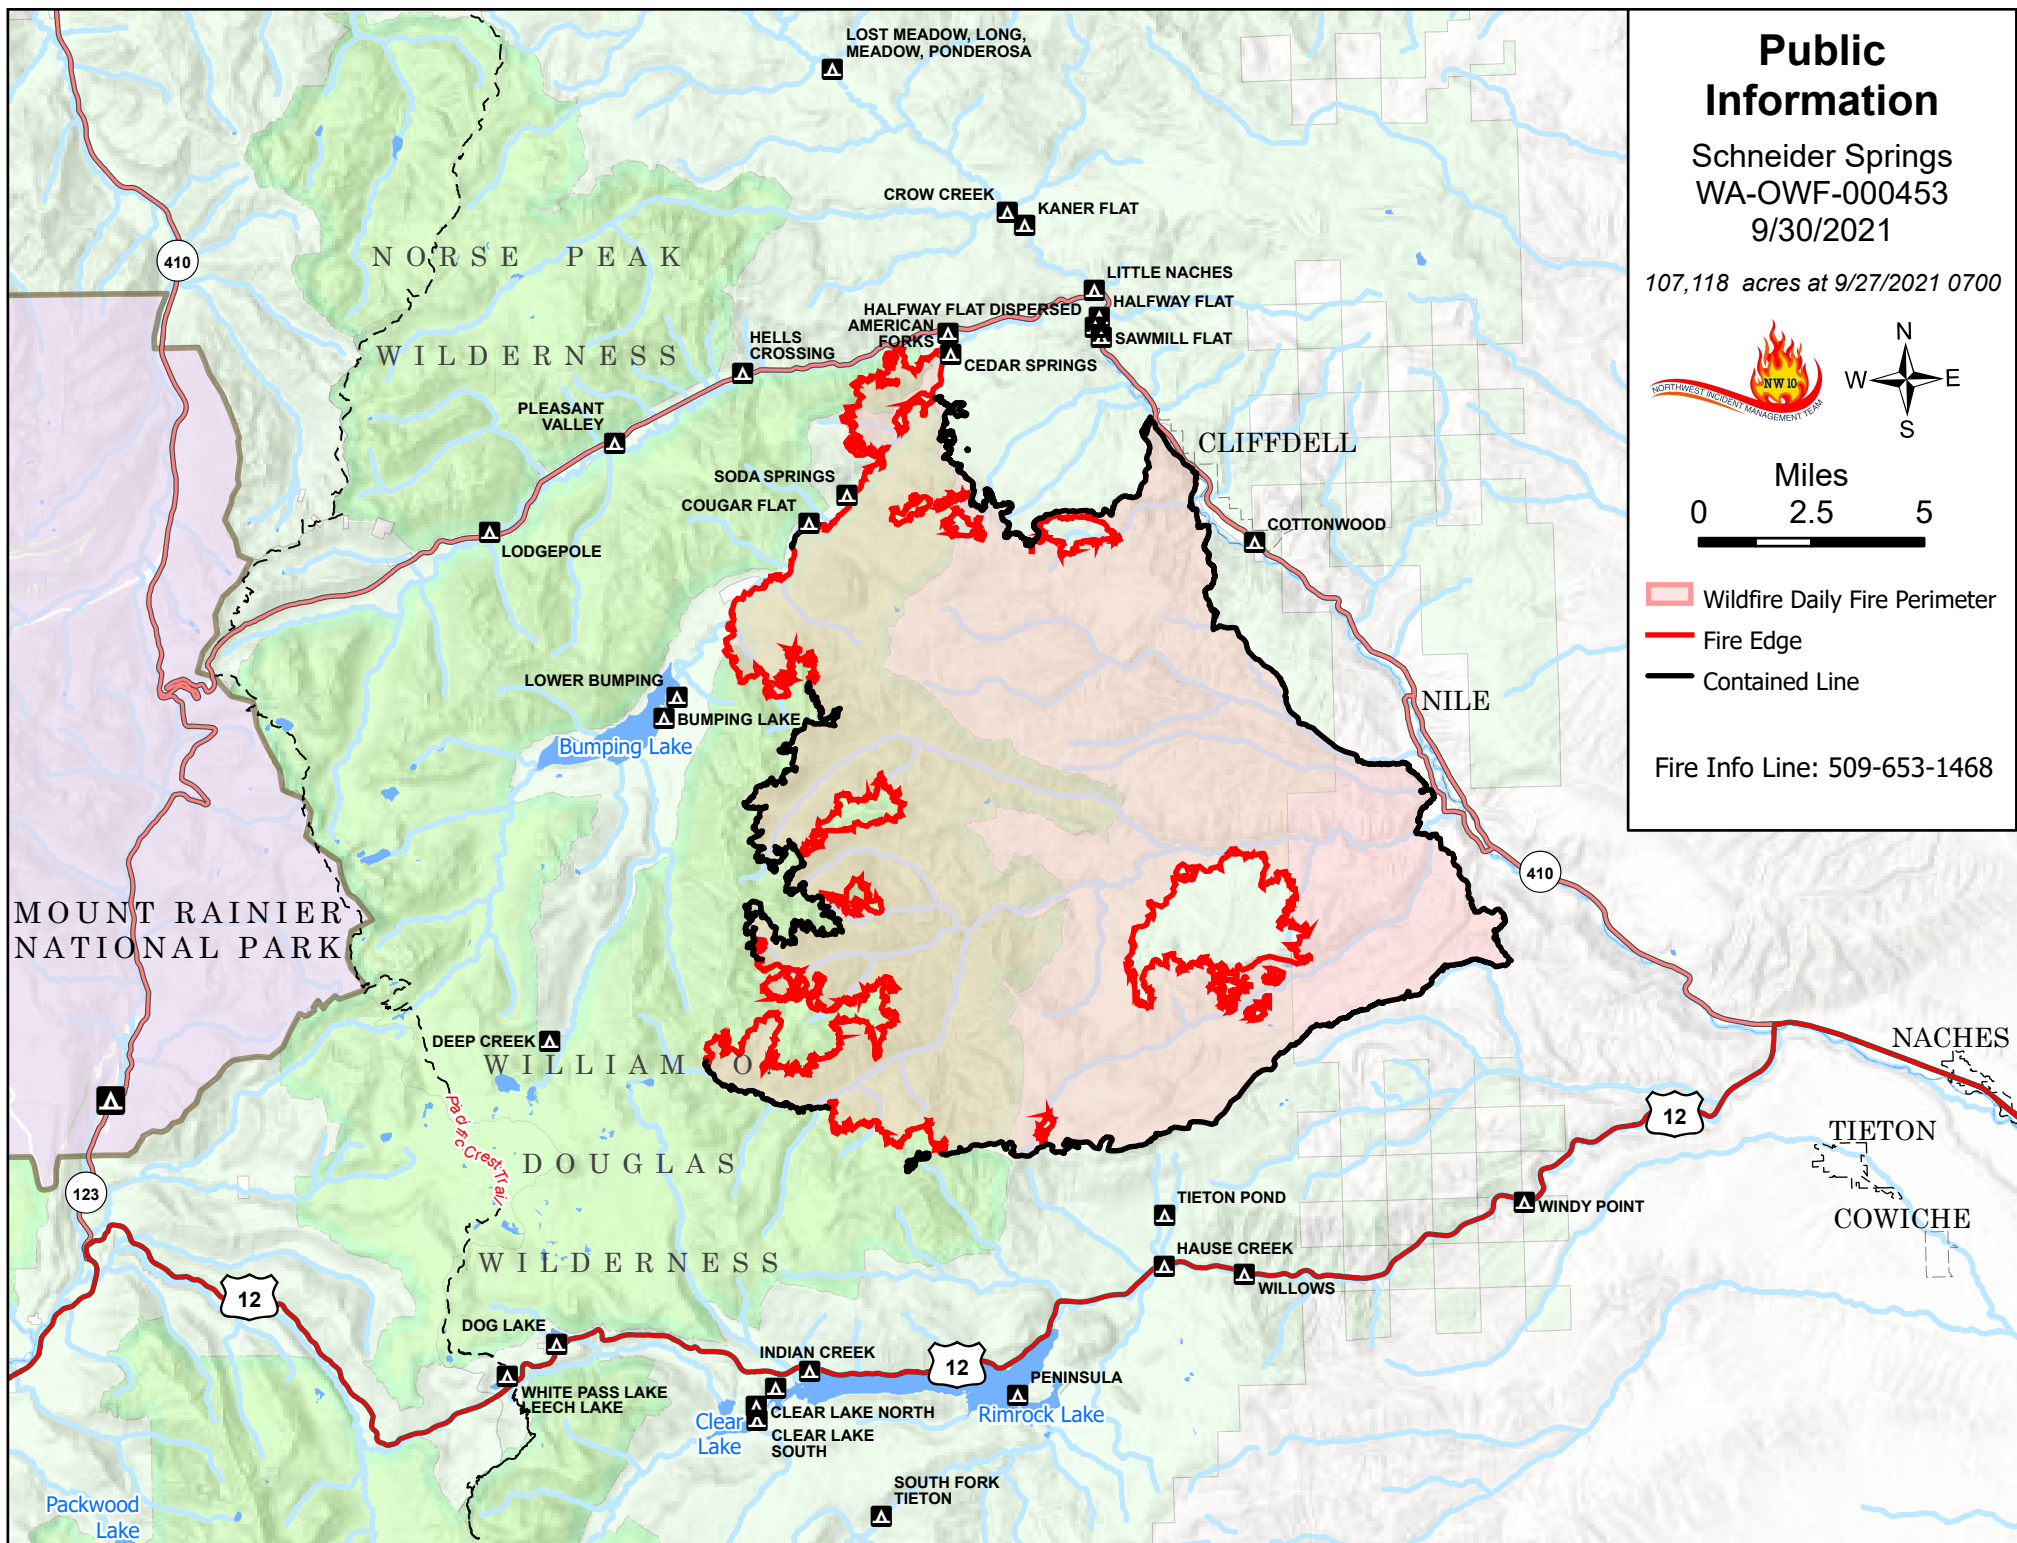 Public
Information
Schneider Springs
WA-OWF-000453
9/30/2021
107,118 acres at 9/27/2021 0700
NW 10
NORTHWEST INCIDENT MANAGEMENT TEAM
N
W
E
S
Miles
0 2.5 5
Wildfire Daily Fire Perimeter
Fire Edge
Contained Line
Fire Info Line: 509-653-1468
LOST MEADOW, LONG,
MEADOW, PONDEROSA
CROW CREEK
KANER FLAT
NORSE PEAK
WILDERNESS
410
LITTLE NACHES
HALFWAY FLAT DISPERSED
HALFWAY FLAT
AMERICAN
FORKS
SAWMILL FLAT
HELLS
CROSSING
CEDAR SPRINGS
PLEASANT
VALLEY
CLIFFDELL
SODA SPRINGS
COUGAR FLAT
COTTONWOOD
LODGEPOLE
LOWER BUMPING
BUMPING LAKE
Bumping Lake
NILE
410
MOUNT RAINIER
NATIONAL PARK
DEEP CREEK
WILLIAM O
DOUGLAS
WILDERNESS
Pacific Crest Trail
NACHES
12
TIETON
COWICHE
123
TIETON POND
WINDY POINT
HAUSE CREEK
WILLOWS
12
DOG LAKE
INDIAN CREEK
12
PENINSULA
WHITE PASS LAKE
LEECH LAKE
Clear
Lake
CLEAR LAKE NORTH
CLEAR LAKE
SOUTH
Rimrock Lake
SOUTH FORK
TIETON
Packwood
Lake